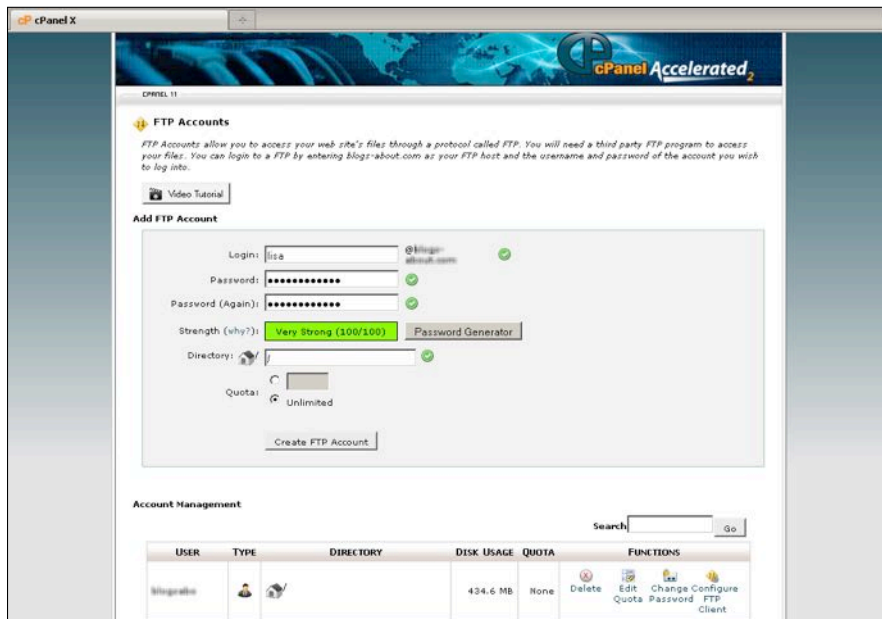 cP cPanel X
cPanel Accelerated2
CPANEL 11
FTP Accounts
FTP Accounts allow you to access your web site's files through a protocol called FTP. You will need a third party FTP program to access
your files. You can login to a FTP by entering blogs-about.com as your FTP host and the username and password of the account you wish
to log into.
Video Tutorial
Add FTP Account
Login: lisa @
Password: ••••••••••••
Password (Again): ••••••••••••
Strength (why?): Very Strong (100/100) Password Generator
Directory: / /
Quota:
Unlimited
Create FTP Account
Account Management
Search Go
USER TYPE DIRECTORY DISK USAGE QUOTA FUNCTIONS
/ 434.6 MB None Delete Edit Quota Change Password Configure FTP Client